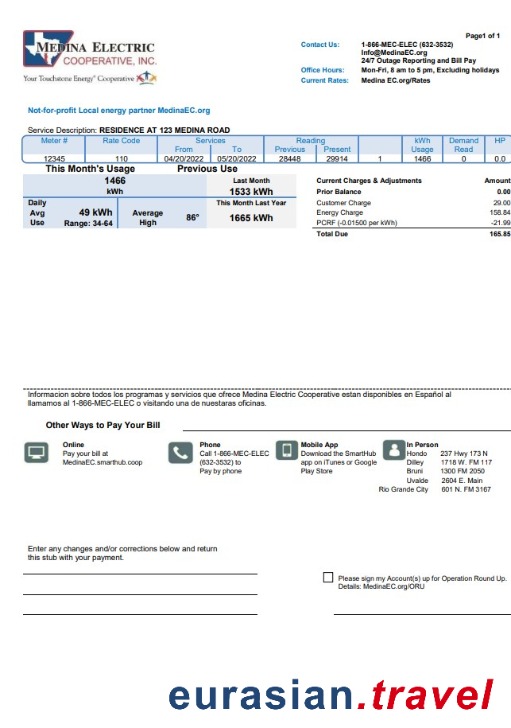 Page1 of 1
MEDINA ELECTRIC
COOPERATIVE, INC.
Your Touchstone Energy® Cooperative
Contact Us: 1-866-MEC-ELEC (632-3532)
Info@MedinaEC.org
24/7 Outage Reporting and Bill Pay
Office Hours: Mon-Fri, 8 am to 5 pm, Excluding holidays
Current Rates: Medina EC.org/Rates
Not-for-profit Local energy partner MedinaEC.org
Service Description: RESIDENCE AT 123 MEDINA ROAD
Meter # Rate Code Services Reading kWh Demand HP
From To Previous Present Usage Read
12345 110 04/20/2022 05/20/2022 28448 29914 1 1466 0 0.0
This Month's Usage Previous Use
1466 Last Month
kWh 1533 kWh
Daily This Month Last Year
Avg 49 kWh Average 86° 1665 kWh
Use Range: 34-64 High
Current Charges & Adjustments Amount
Prior Balance 0.00
Customer Charge 29.00
Energy Charge 158.84
PCRF (-0.01500 per kWh) -21.99
Total Due 165.85
Informacion sobre todos los programas y servicios que ofrece Medina Electric Cooperative estan disponibles en Español al
llamamos al 1-866-MEC-ELEC o visitando una de nuestaras oficinas.
Other Ways to Pay Your Bill
Online
Pay your bill at
MedinaEC.smarthub.coop
Phone
Call 1-866-MEC-ELEC
(632-3532) to
Pay by phone
Mobile App
Download the SmartHub
app on iTunes or Google
Play Store
In Person
Hondo 237 Hwy 173 N
Dilley 1718 W. FM 117
Bruni 1300 FM 2050
Uvalde 2604 E. Main
Rio Grande City 601 N. FM 3167
Enter any changes and/or corrections below and return
this stub with your payment.
Please sign my Account(s) up for Operation Round Up.
Details: MedinaEC.org/ORU
eurasian.travel